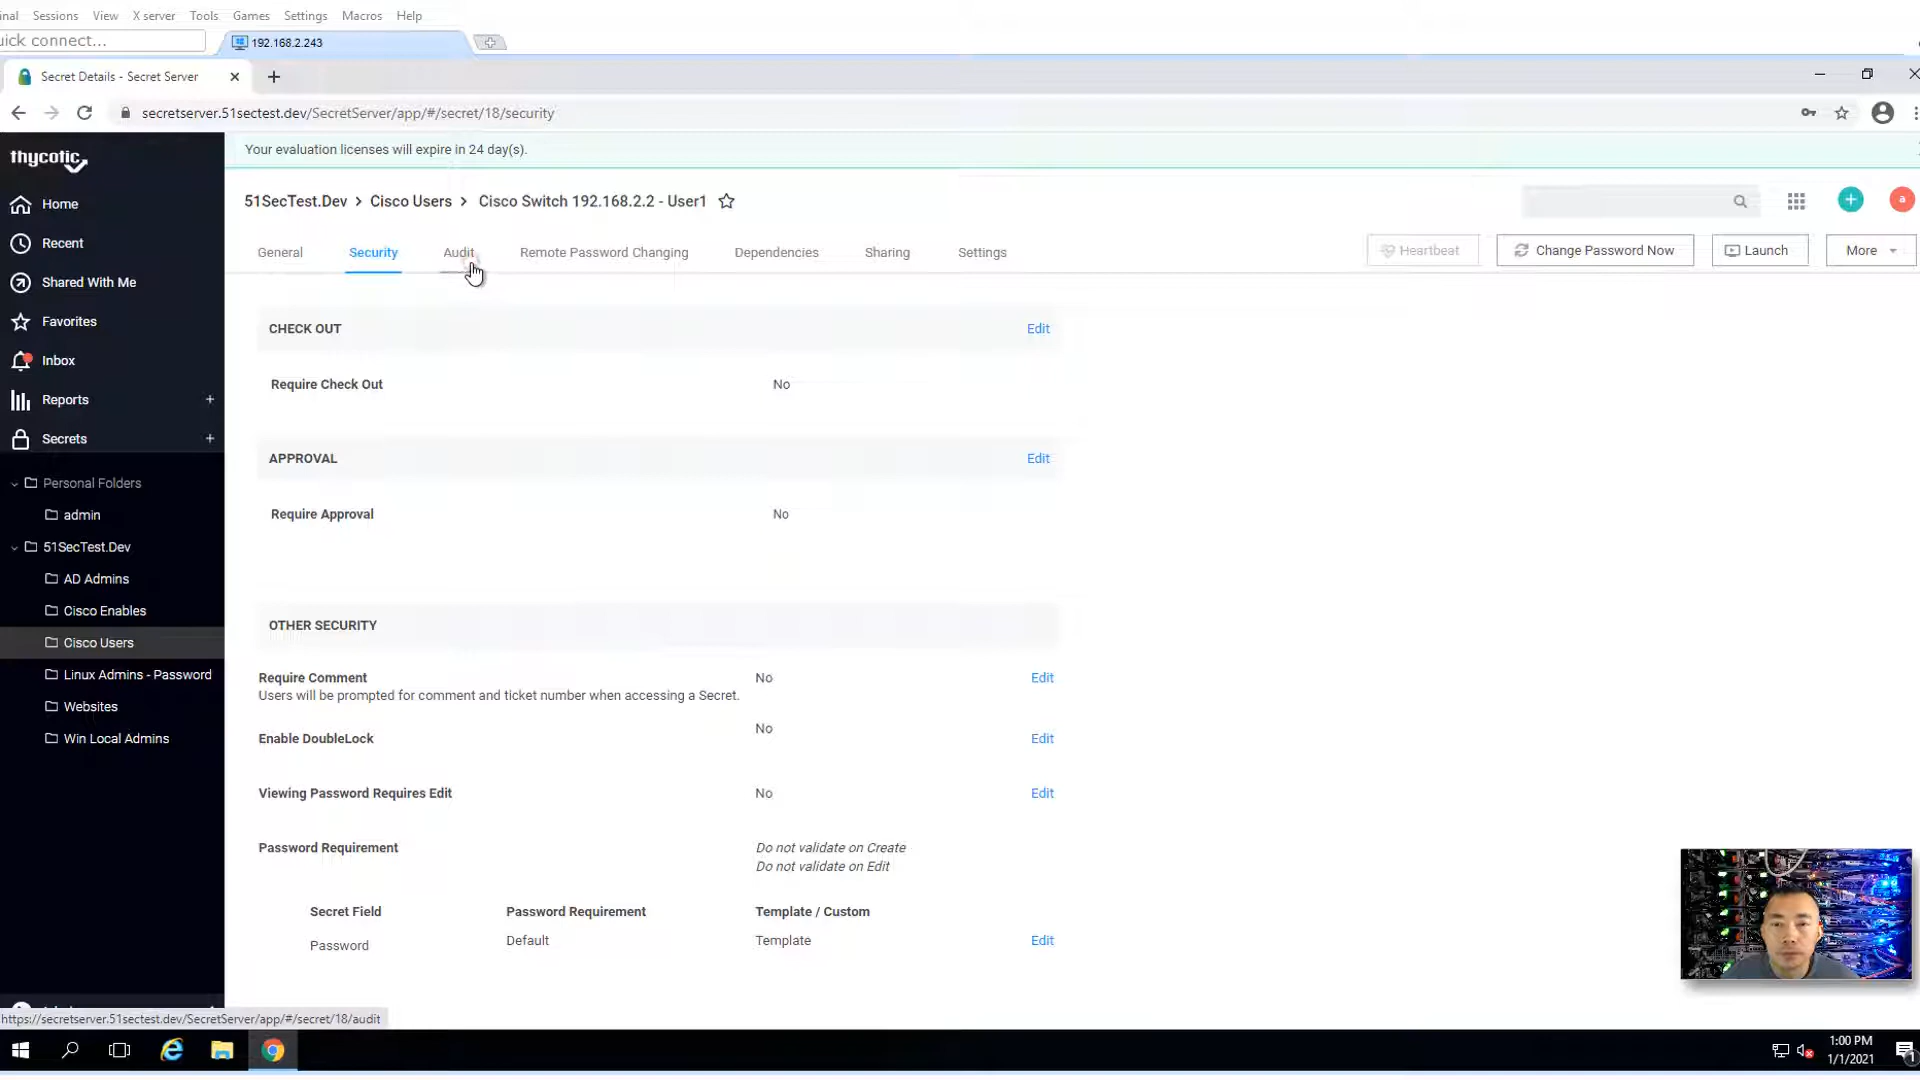 inal Sessions View X server Tools Games Settings Macros Help
uick connect...
192.168.2.243
Secret Details - Secret Server
secretserver.51sectest.dev/SecretServer/app/#/secret/18/security
thycotic
Your evaluation licenses will expire in 24 day(s).
51SecTest.Dev > Cisco Users > Cisco Switch 192.168.2.2 - User1
a
General Security Audit Remote Password Changing Dependencies Sharing Settings
Heartbeat Change Password Now Launch More
Home
Recent
Shared With Me
Favorites
Inbox
Reports +
Secrets +
Personal Folders
admin
51SecTest.Dev
AD Admins
Cisco Enables
Cisco Users
Linux Admins - Password
Websites
Win Local Admins
CHECK OUT Edit
Require Check Out No
APPROVAL Edit
Require Approval No
OTHER SECURITY
Require Comment No Edit
Users will be prompted for comment and ticket number when accessing a Secret.
Enable DoubleLock No Edit
Viewing Password Requires Edit No Edit
Password Requirement Do not validate on Create
Do not validate on Edit
Secret Field Password Requirement Template / Custom
Password Default Template Edit
https://secretserver.51sectest.dev/SecretServer/app/#/secret/18/audit
1:00 PM
1/1/2021
1